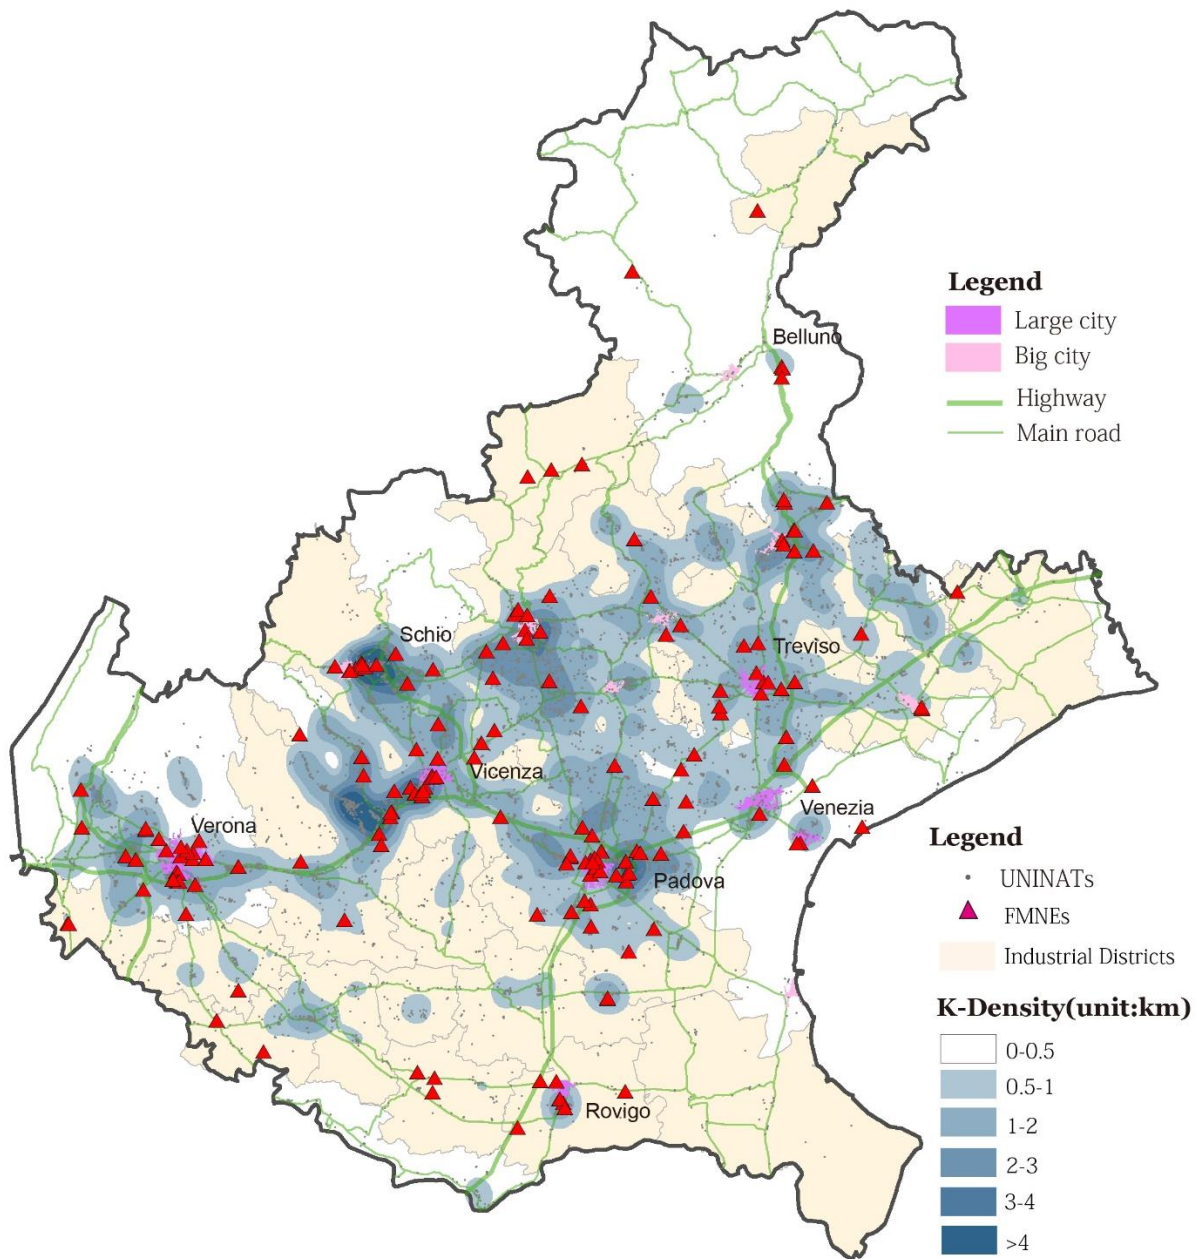 Legend
Large city
Big city
Highway
Main road
Belluno
Schio
Treviso
Vicenza
Venezia
Verona
Padova
Rovigo
Legend
UNINATs
FMNEs
Industrial Districts
K-Density(unit:km)
0-0.5
0.5-1
1-2
2-3
3-4
>4